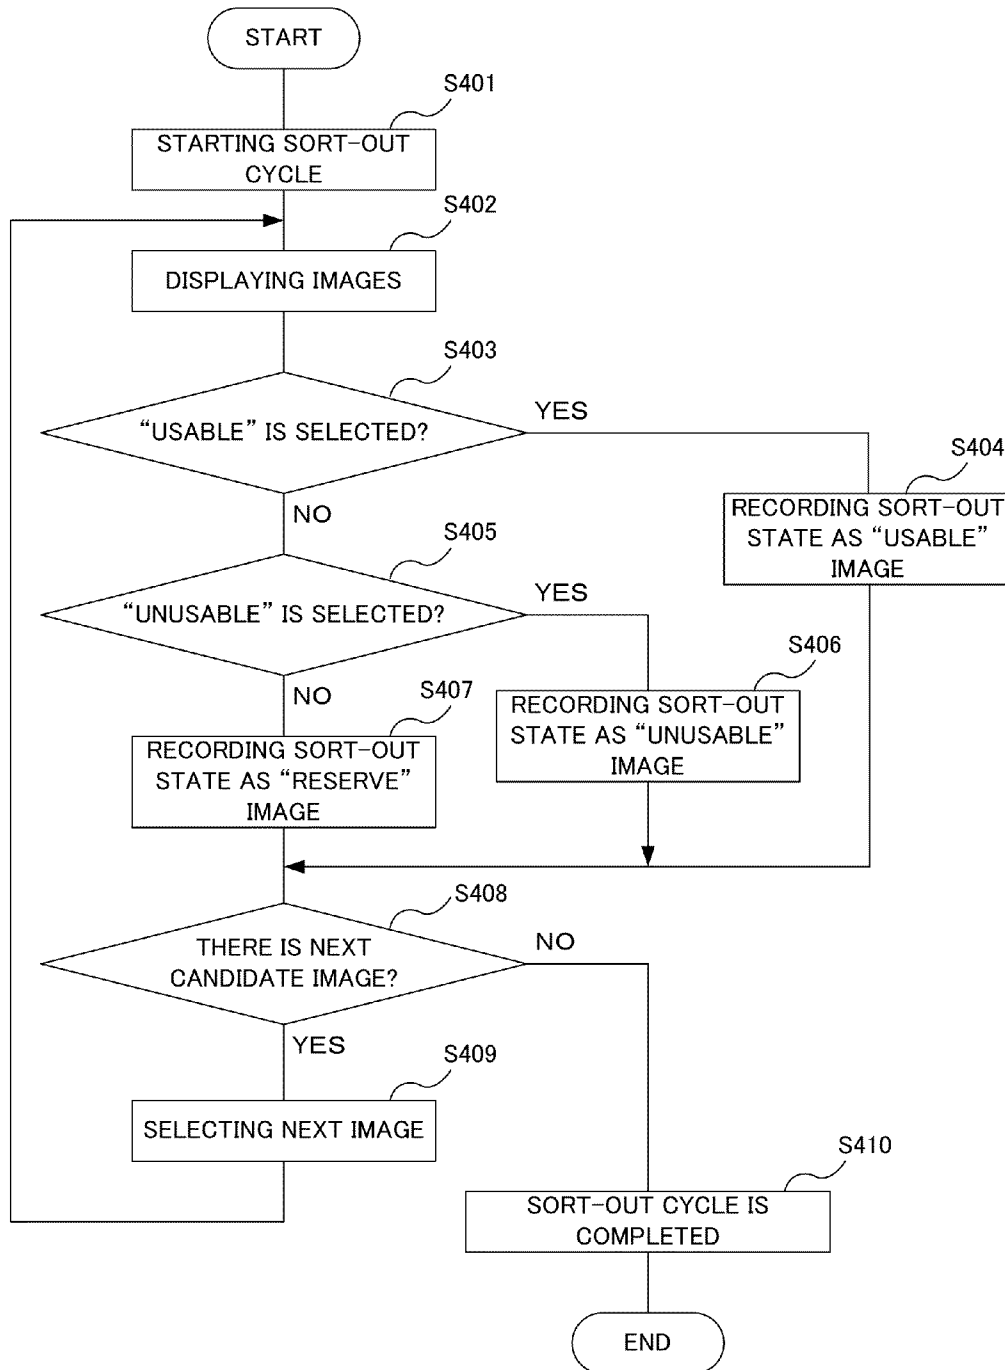 START
S401
STARTING SORT-OUT
CYCLE
S402
DISPLAYING IMAGES
S403
“USABLE” IS SELECTED?
YES
S404
RECORDING SORT-OUT
STATE AS “USABLE”
IMAGE
NO
S405
“UNUSABLE” IS SELECTED?
YES
S406
RECORDING SORT-OUT
STATE AS “UNUSABLE”
IMAGE
NO
S407
RECORDING SORT-OUT
STATE AS “RESERVE”
IMAGE
S408
THERE IS NEXT
CANDIDATE IMAGE?
NO
YES
S409
SELECTING NEXT IMAGE
S410
SORT-OUT CYCLE IS
COMPLETED
END